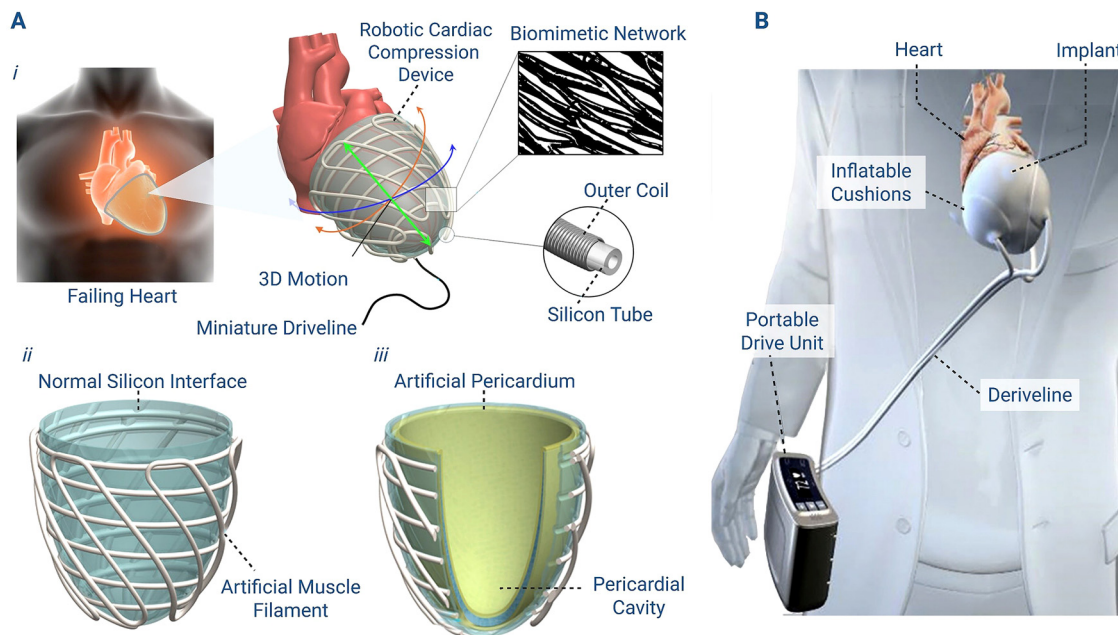 A
i
Robotic Cardiac
Compression
Device
Biomimetic Network
Outer Coil
Silicon Tube
3D Motion
Miniature Driveline
Failing Heart
ii
Normal Silicon Interface
Artificial Muscle
Filament
iii
Artificial Pericardium
Pericardial
Cavity
B
Heart
Implant
Inflatable
Cushions
Portable
Drive Unit
Deriveline
72